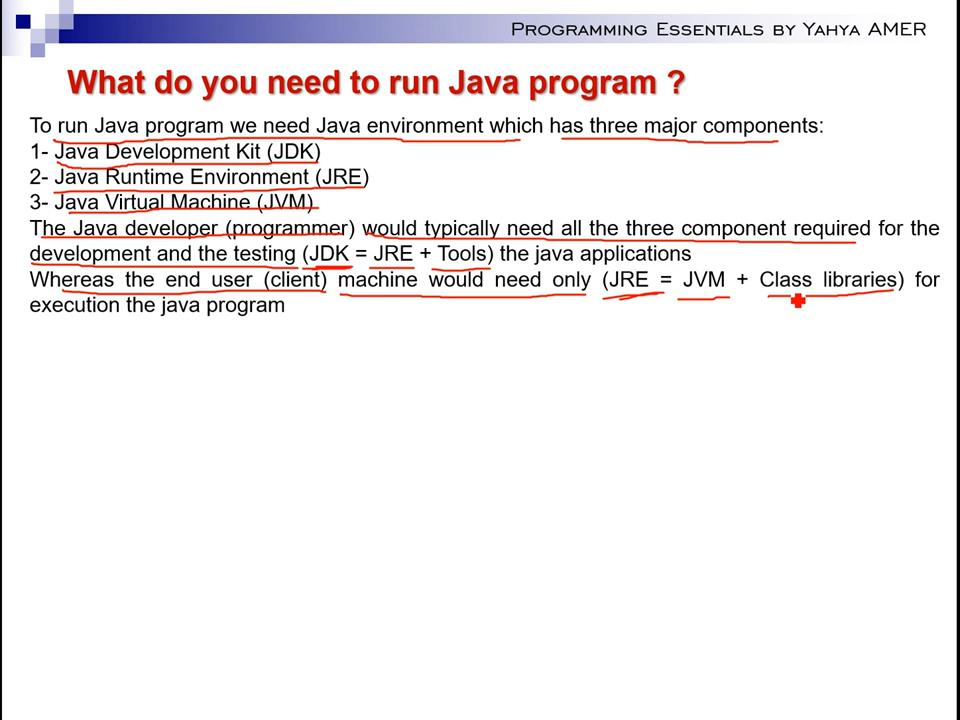 Programming Essentials by Yahya AMER
What do you need to run Java program ?
To run Java program we need Java environment which has three major components:
1- Java Development Kit (JDK)
2- Java Runtime Environment (JRE)
3- Java Virtual Machine (JVM)
The Java developer (programmer) would typically need all the three component required for the
development and the testing (JDK = JRE + Tools) the java applications
Whereas the end user (client) machine would need only (JRE = JVM + Class libraries) for
execution the java program